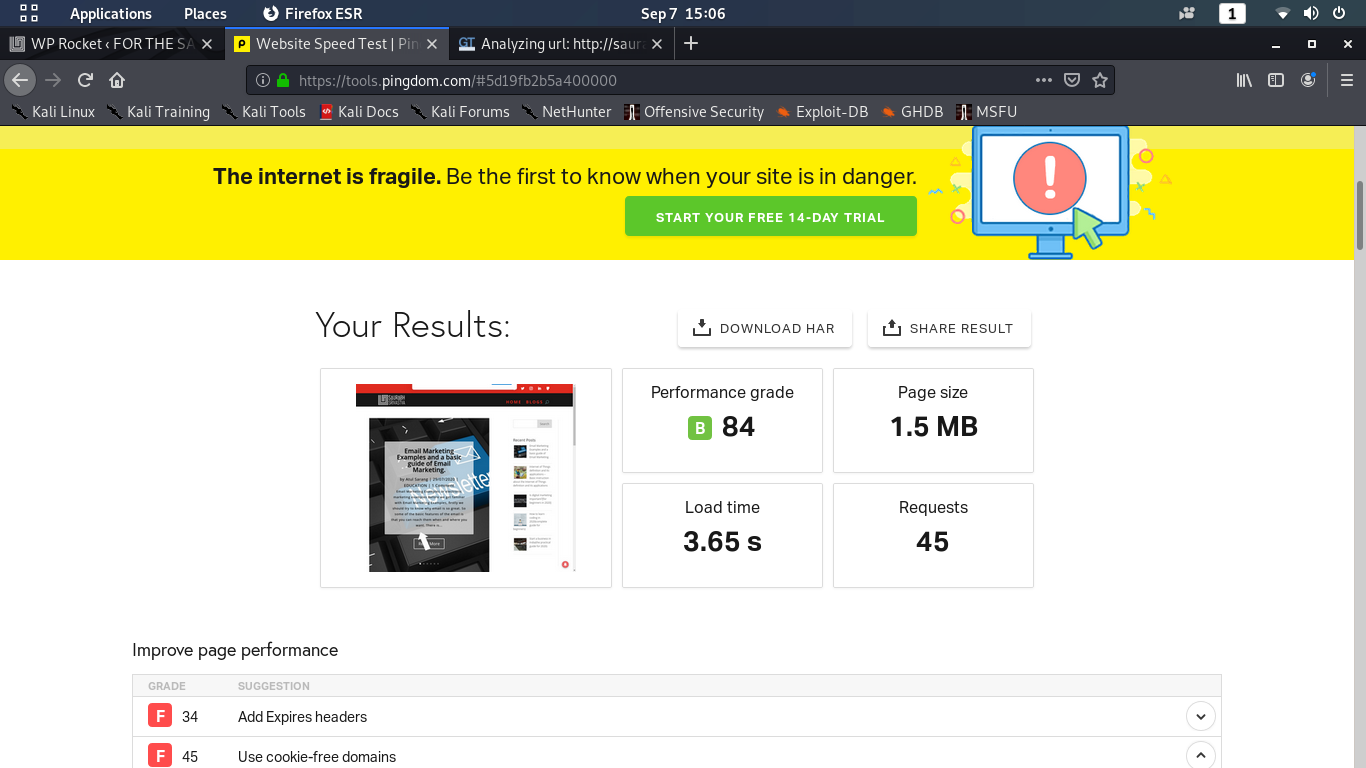 Applications Places Firefox ESR Sep 7 15:06 1
WP Rocket ‹ FOR THE SA Website Speed Test | Pin GT Analyzing url: http://saur
https://tools.pingdom.com/#5d19fb2b5a400000
Kali Linux Kali Training Kali Tools Kali Docs Kali Forums NetHunter Offensive Security Exploit-DB GHDB MSFU
The internet is fragile. Be the first to know when your site is in danger.
START YOUR FREE 14-DAY TRIAL
Your Results: DOWNLOAD HAR SHARE RESULT
HOME BLOGS
Email Marketing
Examples and a basic
guide of Email
Marketing.
Recent Posts
Performance grade
B 84
Page size
1.5 MB
Load time
3.65 s
Requests
45
Improve page performance
GRADE SUGGESTION
F 34 Add Expires headers
F 45 Use cookie-free domains